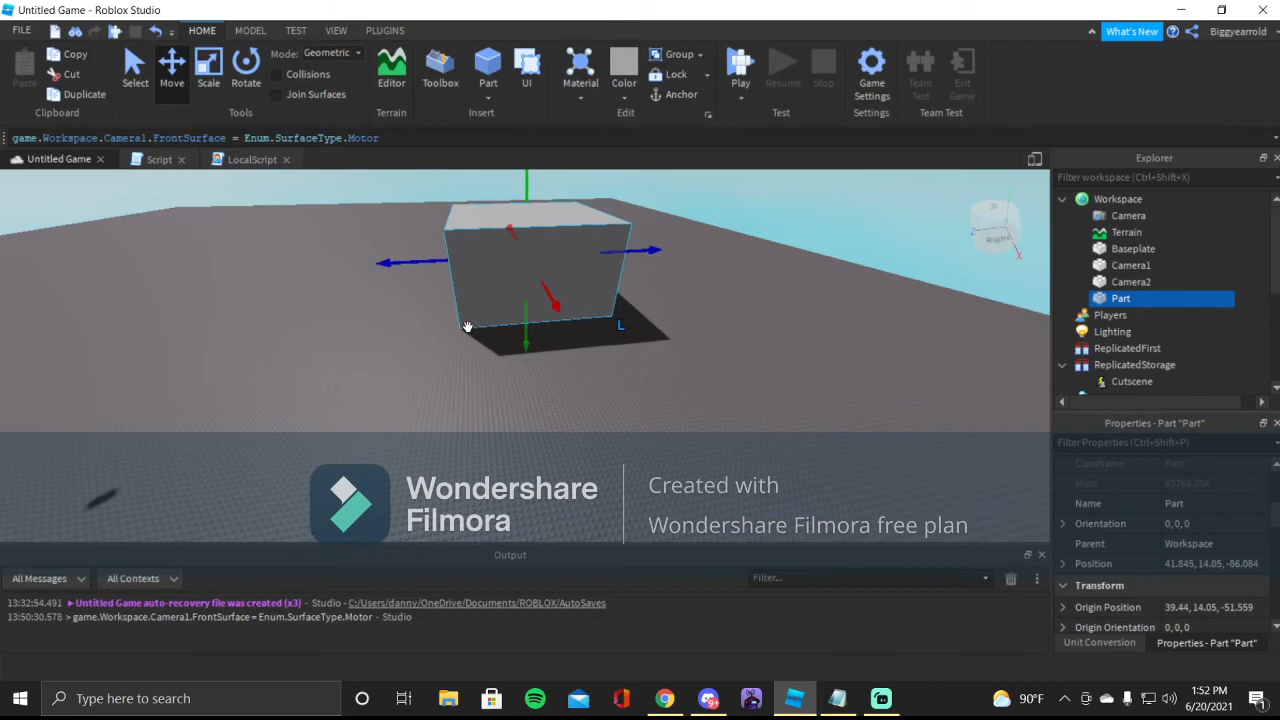 Untitled Game - Roblox Studio
FILE HOME MODEL TEST VIEW PLUGINS What's New Biggyearrold
Paste Copy Cut Duplicate Clipboard
Select Move Scale Rotate Mode: Geometric Collisions Join Surfaces Tools
Editor Terrain
Toolbox Part UI Insert
Material Color Group Lock Anchor Edit
Play Resume Stop Test
Game Settings Settings
Team Test Exit Game Team Test
game.Workspace.Camera1.FrontSurface = Enum.SurfaceType.Motor
Untitled Game Script LocalScript
Explorer
Filter workspace (Ctrl+Shift+X)
Workspace
Camera
Terrain
Baseplate
Camera1
Camera2
Part
Players
Lighting
ReplicatedFirst
ReplicatedStorage
Cutscene
Right
Z
X
L
Properties - Part "Part"
Filter Properties (Ctrl+Shift+P)
ClassName Part
Mass 45768.284
Name Part
Orientation 0, 0, 0
Parent Workspace
Position 41.845, 14.05, -86.084
Transform
Origin Position 39.44, 14.05, -51.559
Origin Orientation 0, 0, 0
Unit Conversion Properties - Part "Part"
Wondershare
Filmora
Created with
Wondershare Filmora free plan
Output
All Messages All Contexts Filter...
13:32:54.491 Untitled Game auto-recovery file was created (x3) - Studio - C:/Users/danny/OneDrive/Documents/ROBLOX/AutoSaves
13:50:30.578 > game.Workspace.Camera1.FrontSurface = Enum.SurfaceType.Motor - Studio
Type here to search
9+
90°F
1:52 PM
6/20/2021
1